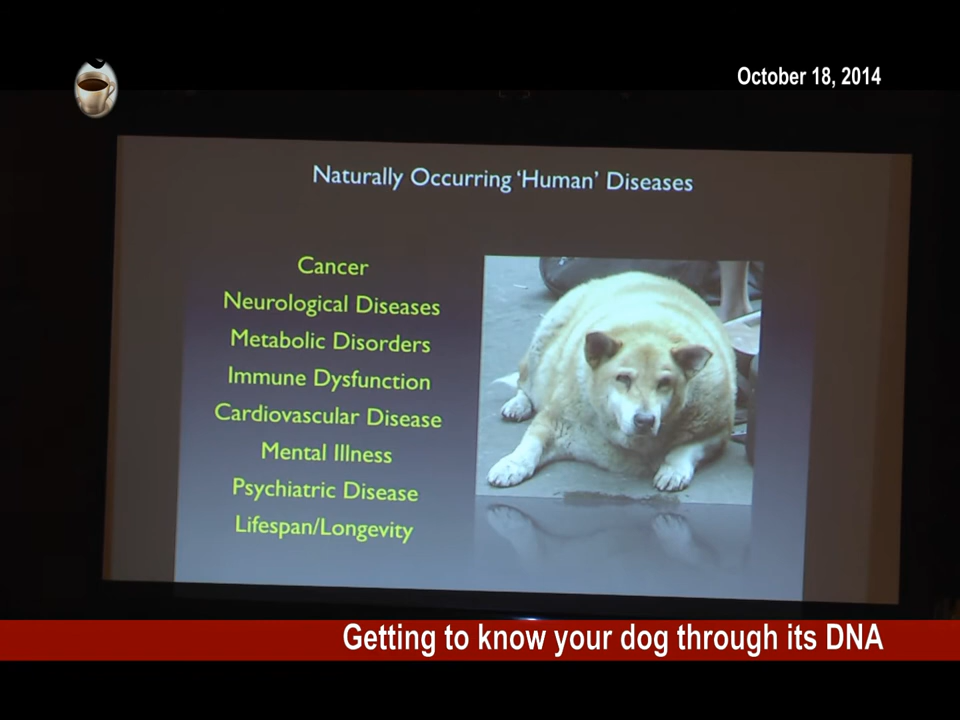 October 18, 2014
Naturally Occurring ‘Human’ Diseases
Cancer
Neurological Diseases
Metabolic Disorders
Immune Dysfunction
Cardiovascular Disease
Mental Illness
Psychiatric Disease
Lifespan/Longevity
Getting to know your dog through its DNA